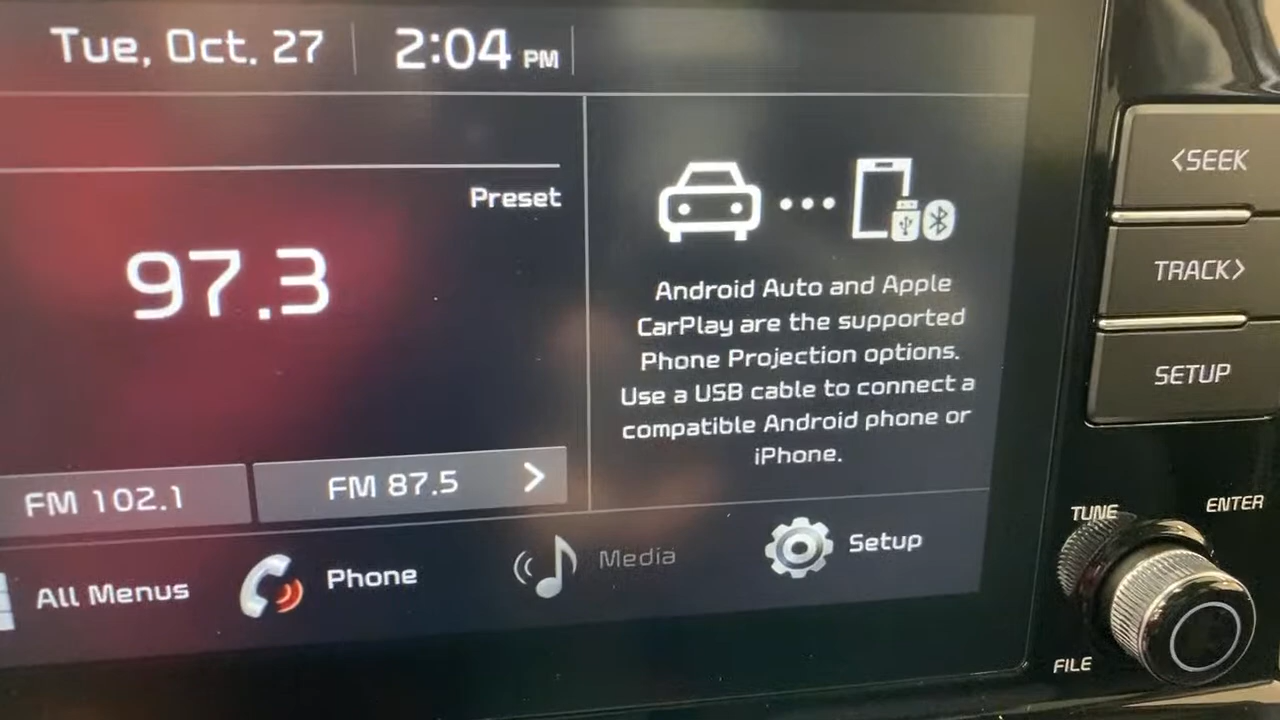 Tue, Oct. 27
2:04 PM
Preset
97.3
FM 102.1
FM 87.5
Android Auto and Apple
CarPlay are the supported
Phone Projection options.
Use a USB cable to connect a
compatible Android phone or
iPhone.
All Menus
Phone
Media
Setup
<SEEK
TRACK>
SETUP
TUNE
ENTER
FILE